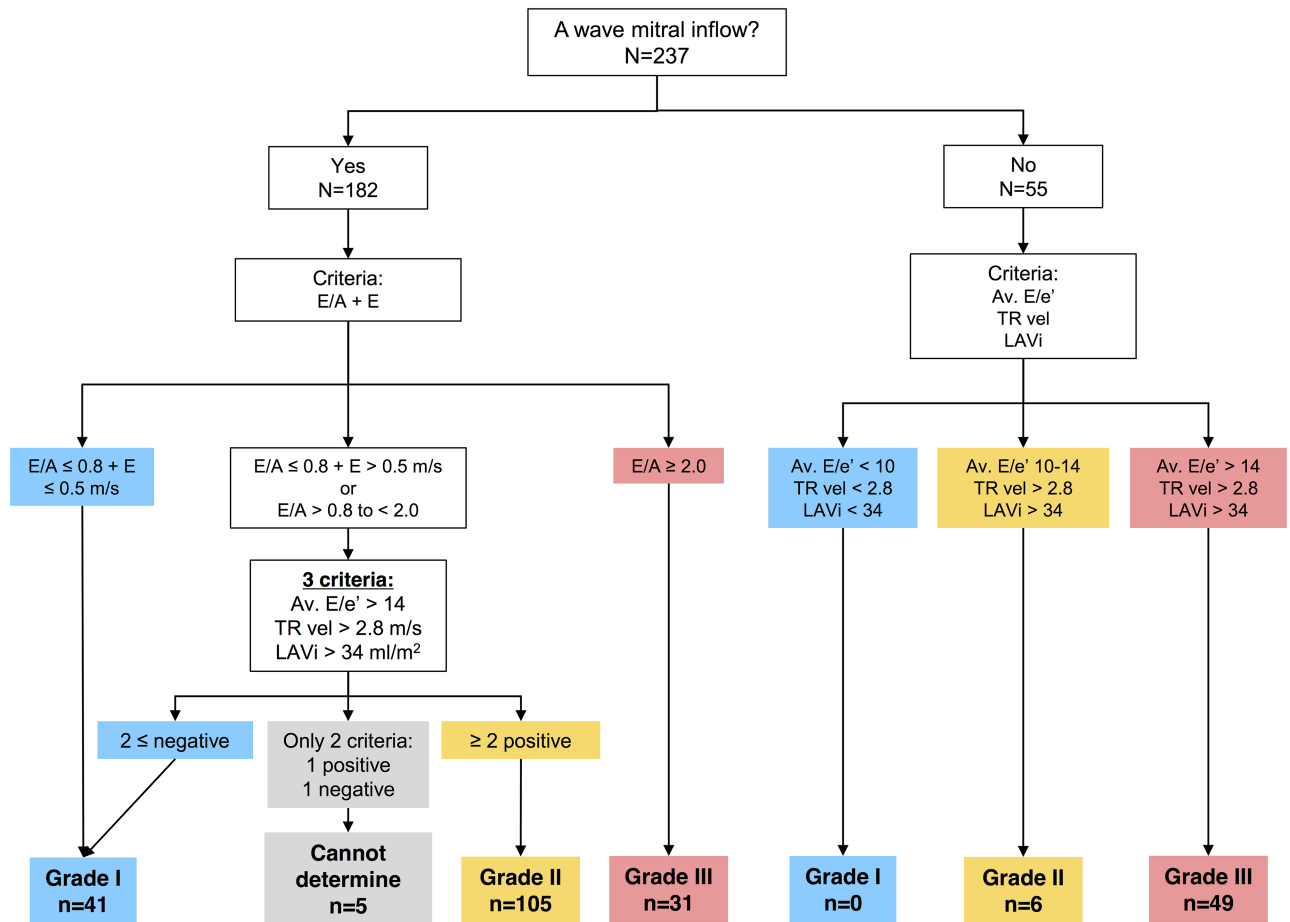 A wave mitral inflow?
N=237
Yes
N=182
No
N=55
Criteria:
E/A + E
Criteria:
Av. E/e’
TR vel
LAVi
E/A ≤ 0.8 + E
≤ 0.5 m/s
E/A ≤ 0.8 + E > 0.5 m/s
or
E/A > 0.8 to < 2.0
E/A ≥ 2.0
Av. E/e’ < 10
TR vel < 2.8
LAVi < 34
Av. E/e’ 10-14
TR vel > 2.8
LAVi > 34
Av. E/e’ > 14
TR vel > 2.8
LAVi > 34
3 criteria:
Av. E/e’ > 14
TR vel > 2.8 m/s
LAVi > 34 ml/m²
2 ≤ negative
Only 2 criteria:
1 positive
1 negative
≥ 2 positive
Grade I
n=41
Cannot
determine
n=5
Grade II
n=105
Grade III
n=31
Grade I
n=0
Grade II
n=6
Grade III
n=49